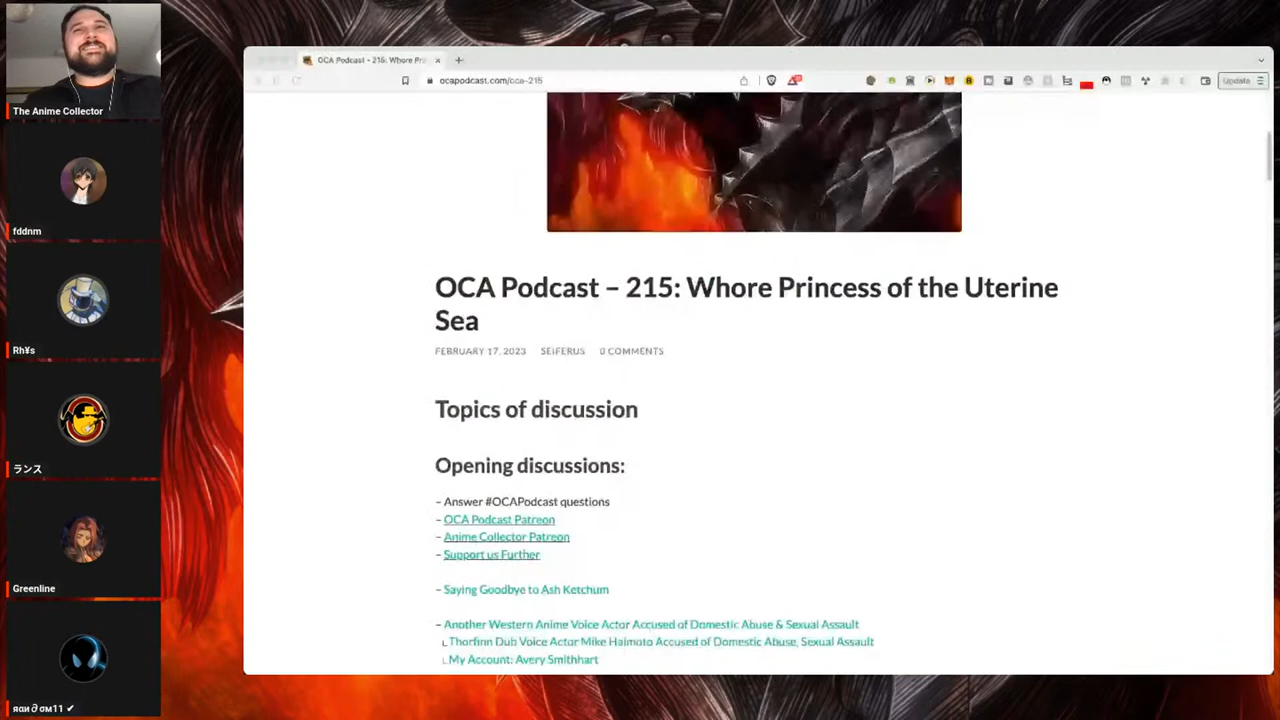 The Anime Collector
fddnm
Rh¥s
ランス
Greenline
яαи∂σм11 ✔
OCA Podcast – 215: Whore Pri
ocapodcast.com/oca-215
Update
OCA Podcast – 215: Whore Princess of the Uterine
Sea
FEBRUARY 17, 2023 SEIFERUS 0 COMMENTS
Topics of discussion
Opening discussions:
– Answer #OCAPodcast questions
– OCA Podcast Patreon
– Anime Collector Patreon
– Support us Further
– Saying Goodbye to Ash Ketchum
– Another Western Anime Voice Actor Accused of Domestic Abuse & Sexual Assault
∟Thorfinn Dub Voice Actor Mike Haimoto Accused of Domestic Abuse, Sexual Assault
∟My Account: Avery Smithhart